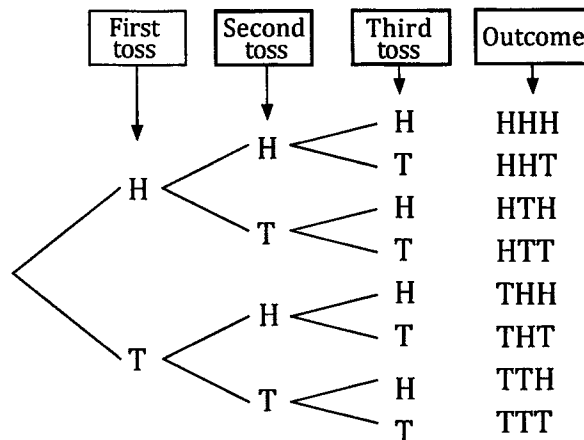 First toss
Second toss
Third toss
Outcome
H HHH
H
T HHT
H
H HTH
T
T HTT
H THH
H
T THT
T
H TTH
T
T TTT